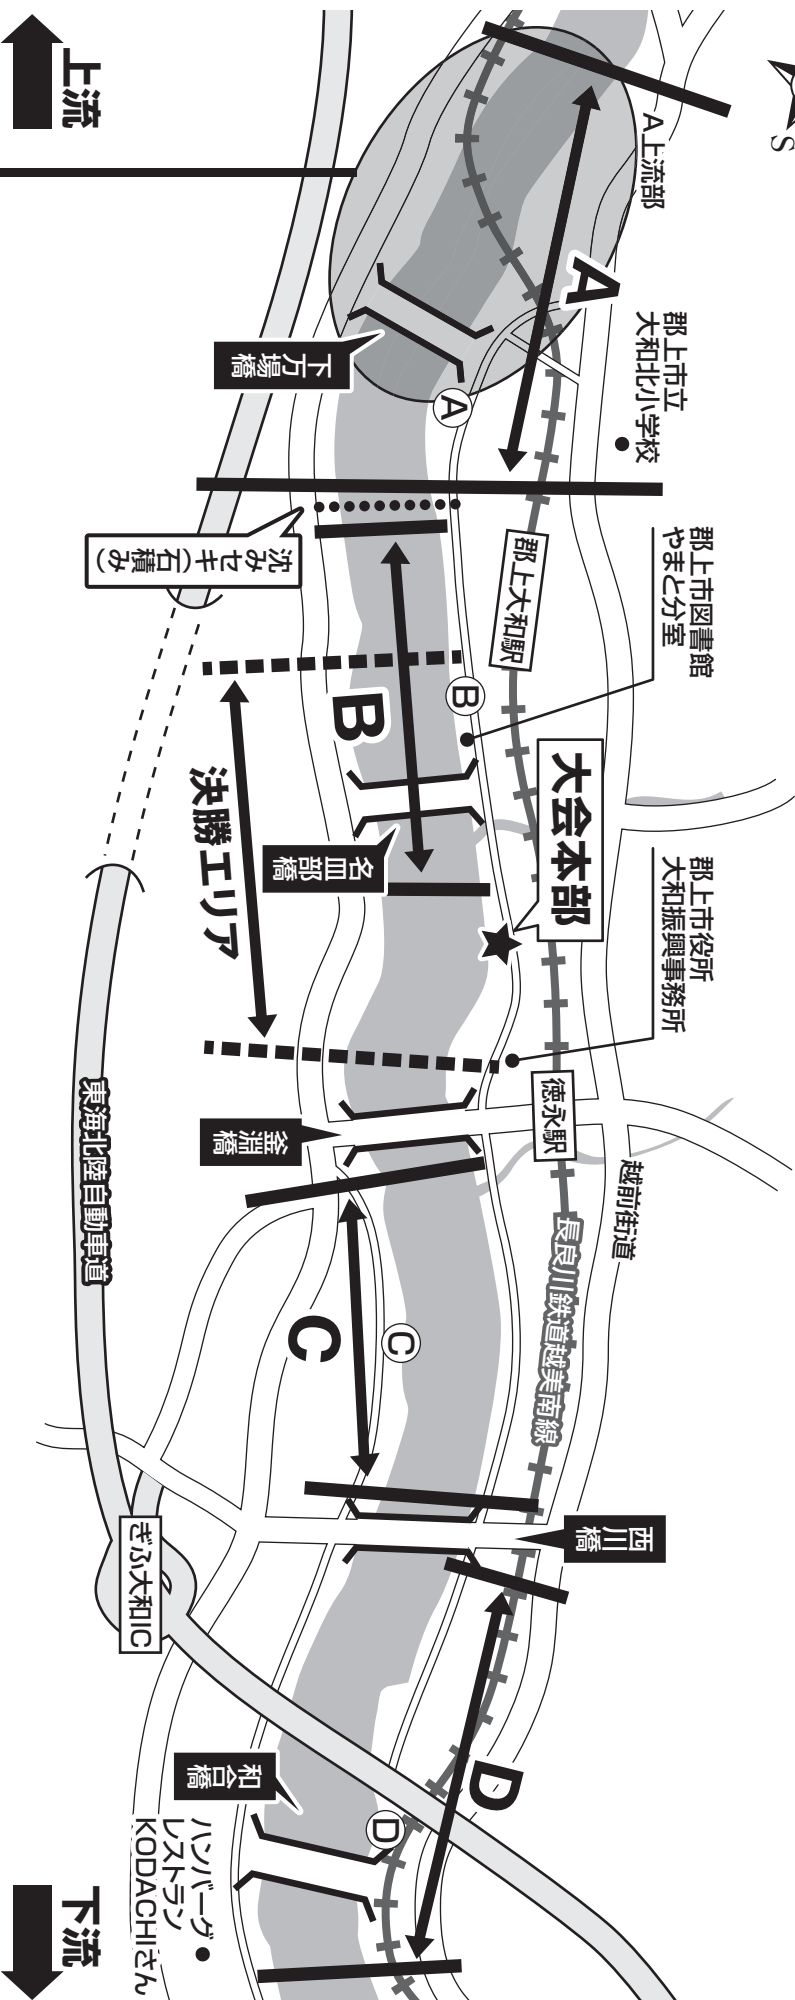 上流
S
A上流部
A
郡上市立
大和北小学校
下万場
橋
A
沈みセキ(石積み)
郡上大和駅
郡上市図書館
やまと分室
B
B
大会本部
名皿部
橋
決勝エリア
郡上市役所
大和振興事務所
徳永駅
釜淵
橋
越前街道
東海北陸自動車道
長良川鉄道越美南線
C
C
西川
橋
ぎふ大和IC
D
和合
橋
D
ハンバーグ
レストラン
KODACHIさん
下流